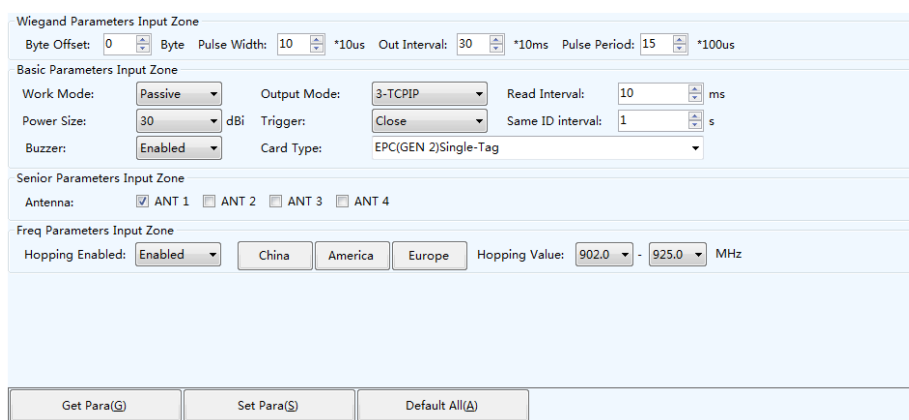 Wiegand Parameters Input Zone
Byte Offset: 0 Byte Pulse Width: 10 *10us Out Interval: 30 *10ms Pulse Period: 15 *100us
Basic Parameters Input Zone
Work Mode: Passive Output Mode: 3-TCPIP Read Interval: 10 ms
Power Size: 30 dBi Trigger: Close Same ID interval: 1 s
Buzzer: Enabled Card Type: EPC(GEN 2)Single-Tag
Senior Parameters Input Zone
Antenna: ANT 1 ANT 2 ANT 3 ANT 4
Freq Parameters Input Zone
Hopping Enabled: Enabled China America Europe Hopping Value: 902.0 - 925.0 MHz
Get Para(G) Set Para(S) Default All(A)